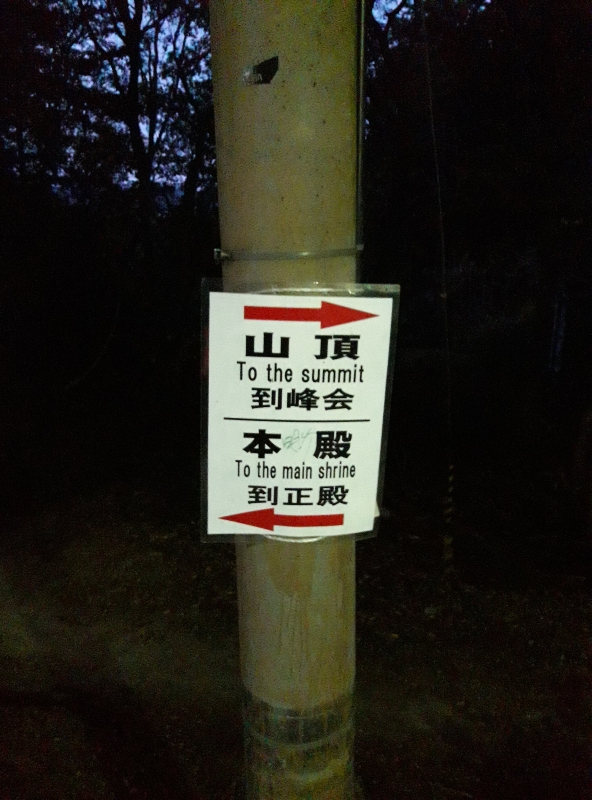 山頂
To the summit
到峰会
本殿
To the main shrine
到正殿